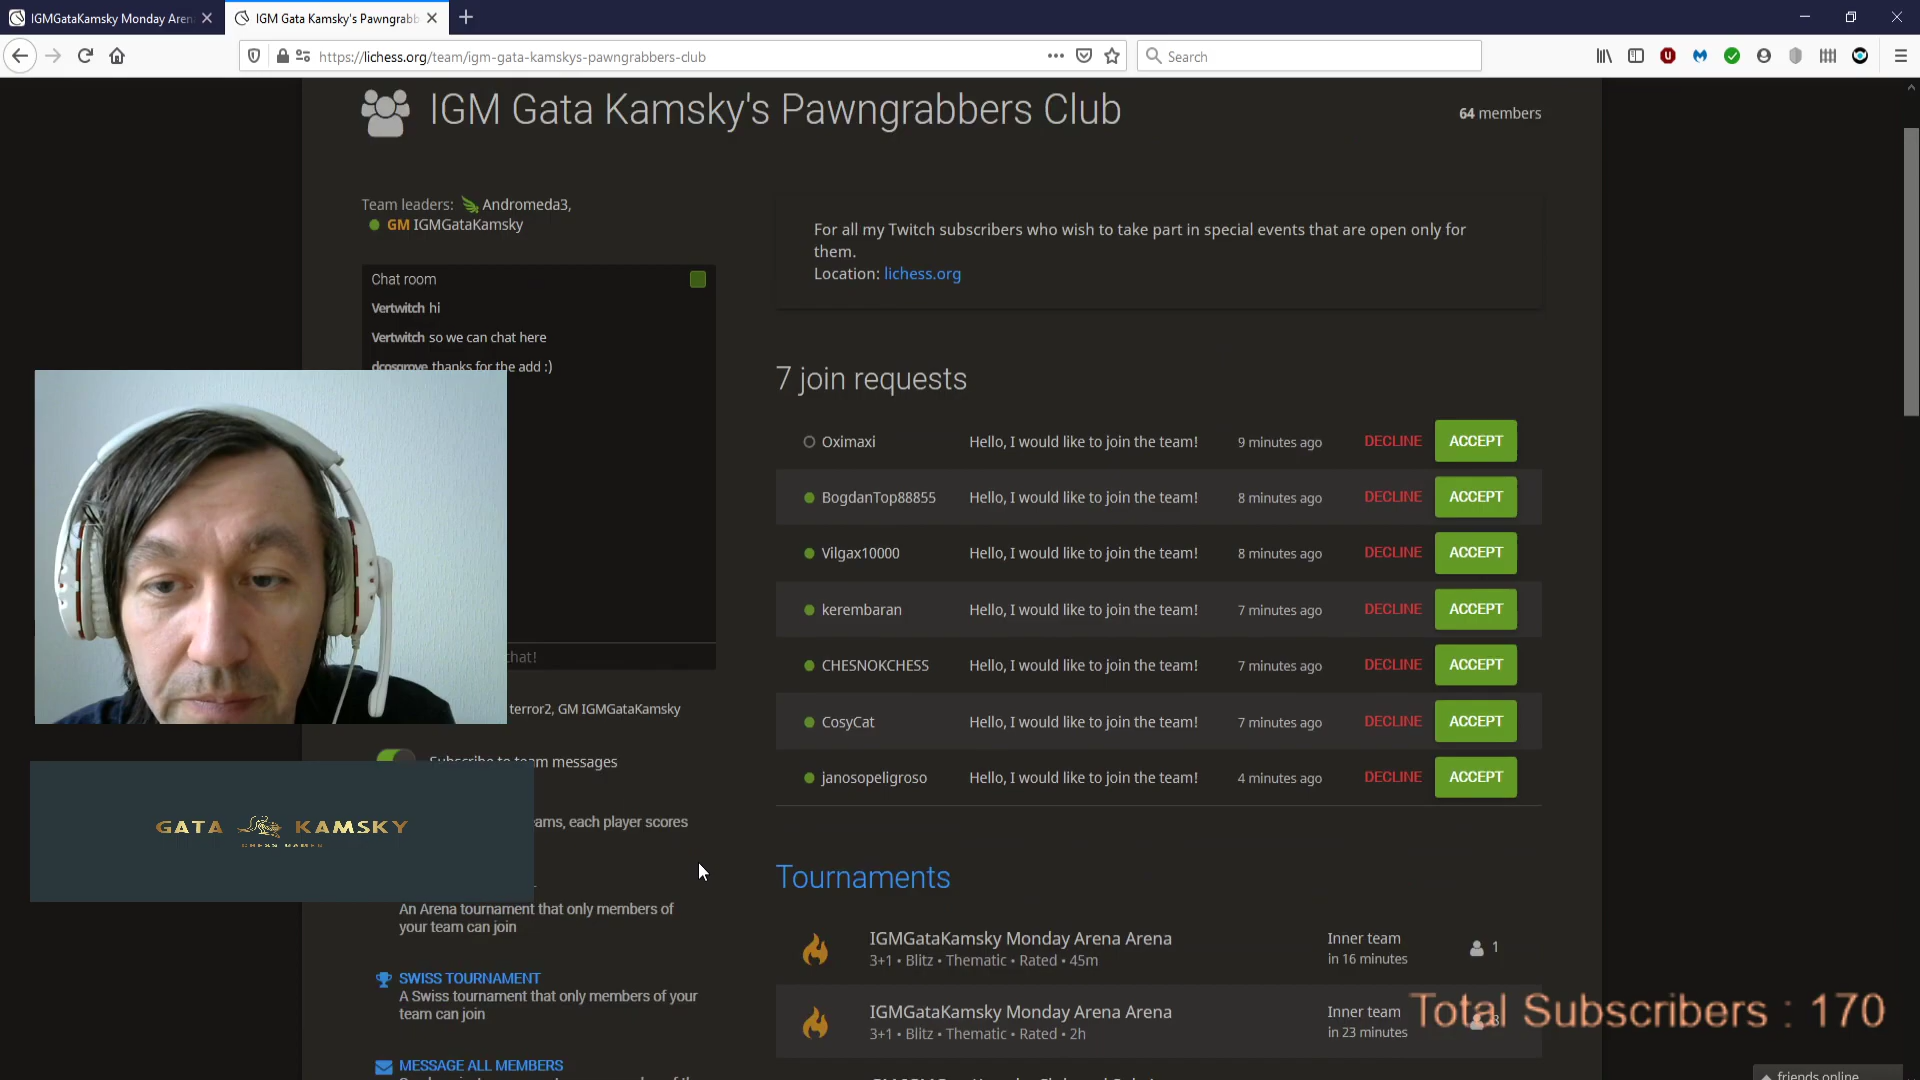 IGMGataKamsky Monday Aren
IGM Gata Kamsky's Pawngrabb
https://lichess.org/team/igm-gata-kamskys-pawngrabbers-club
Search
IGM Gata Kamsky's Pawngrabbers Club
64 members
Team leaders: Andromeda3,
GM IGMGataKamsky
For all my Twitch subscribers who wish to take part in special events that are open only for
them.
Location: lichess.org
Chat room
Vertwitch hi
Vertwitch so we can chat here
dcosgrove thanks for the add :)
chat!
terror2, GM IGMGataKamsky
Subscribe to team messages
GATA KAMSKY
eams, each player scores
An Arena tournament that only members of
your team can join
SWISS TOURNAMENT
A Swiss tournament that only members of your
team can join
MESSAGE ALL MEMBERS
7 join requests
Oximaxi Hello, I would like to join the team! 9 minutes ago DECLINE ACCEPT
BogdanTop88855 Hello, I would like to join the team! 8 minutes ago DECLINE ACCEPT
Vilgax10000 Hello, I would like to join the team! 8 minutes ago DECLINE ACCEPT
kerembaran Hello, I would like to join the team! 7 minutes ago DECLINE ACCEPT
CHESNOKCHESS Hello, I would like to join the team! 7 minutes ago DECLINE ACCEPT
CosyCat Hello, I would like to join the team! 7 minutes ago DECLINE ACCEPT
janosopeligroso Hello, I would like to join the team! 4 minutes ago DECLINE ACCEPT
Tournaments
IGMGataKamsky Monday Arena Arena Inner team
3+1 • Blitz • Thematic • Rated • 45m in 16 minutes 1
IGMGataKamsky Monday Arena Arena Inner team
3+1 • Blitz • Thematic • Rated • 2h in 23 minutes
Total Subscribers : 170
friends online